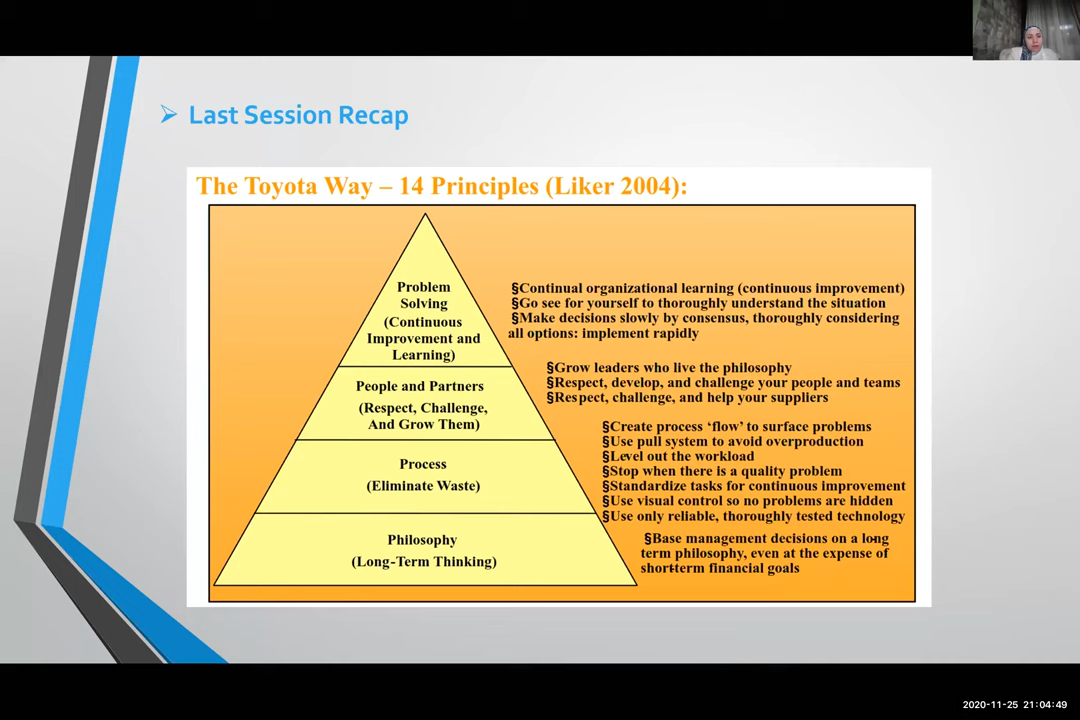 Last Session Recap
The Toyota Way – 14 Principles (Liker 2004):
Problem
Solving
(Continuous
Improvement and
Learning)
§Continual organizational learning (continuous improvement)
§Go see for yourself to thoroughly understand the situation
§Make decisions slowly by consensus, thoroughly considering
all options: implement rapidly
People and Partners
(Respect, Challenge,
And Grow Them)
§Grow leaders who live the philosophy
§Respect, develop, and challenge your people and teams
§Respect, challenge, and help your suppliers
Process
(Eliminate Waste)
§Create process ‘flow’ to surface problems
§Use pull system to avoid overproduction
§Level out the workload
§Stop when there is a quality problem
§Standardize tasks for continuous improvement
§Use visual control so no problems are hidden
§Use only reliable, thoroughly tested technology
Philosophy
(Long-Term Thinking)
§Base management decisions on a long
term philosophy, even at the expense of
short-term financial goals
2020-11-25 21:04:49